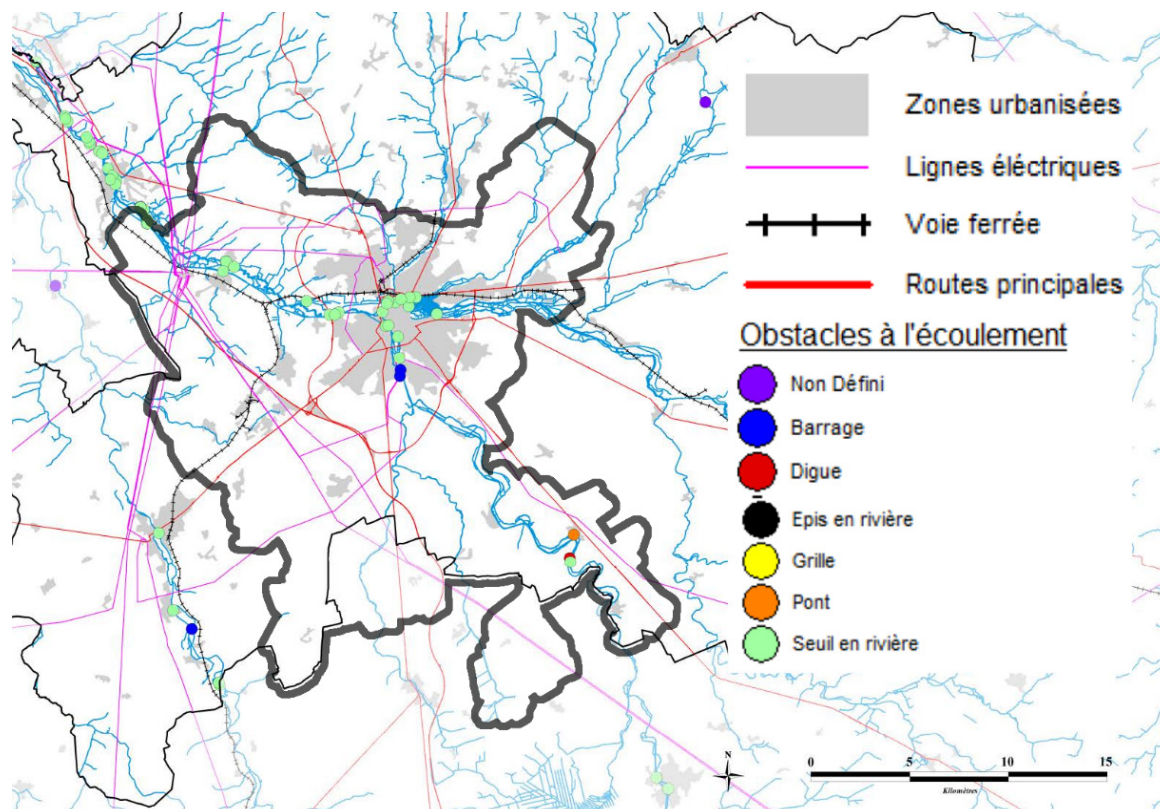 Zones urbanisées
Lignes éléctriques
Voie ferrée
Routes principales
Obstacles à l'écoulement
Non Défini
Barrage
Digue
Epis en rivière
Grille
Pont
Seuil en rivière
N
0 5 10 15
Kilomètres